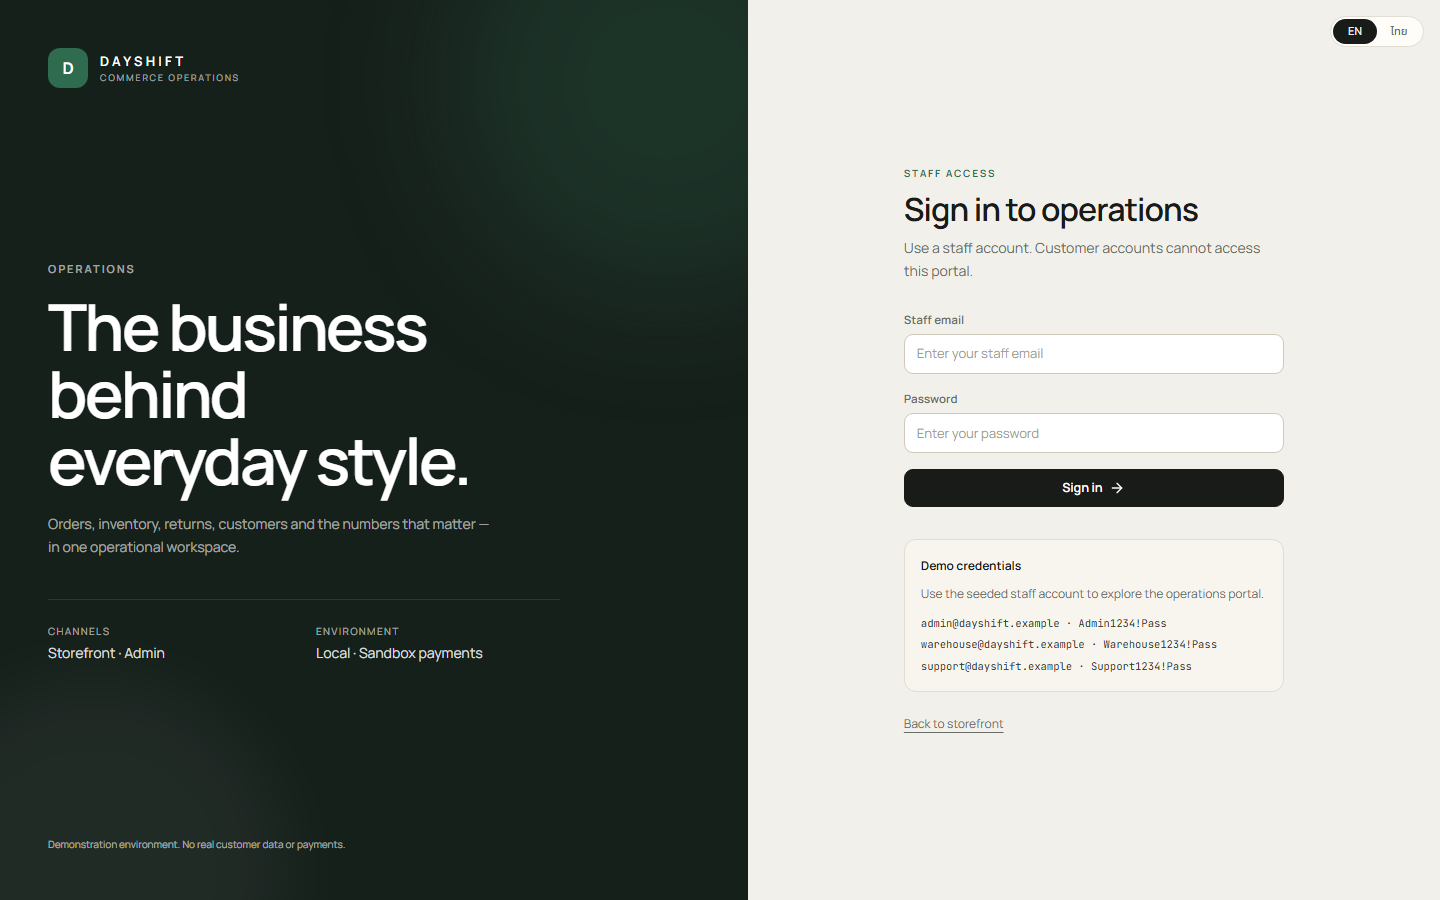 D
DAYSHIFT
COMMERCE OPERATIONS
OPERATIONS
The business
behind
everyday style.
Orders, inventory, returns, customers and the numbers that matter —
in one operational workspace.
CHANNELS
Storefront · Admin
ENVIRONMENT
Local · Sandbox payments
Demonstration environment. No real customer data or payments.
EN
ไทย
STAFF ACCESS
Sign in to operations
Use a staff account. Customer accounts cannot access
this portal.
Staff email
Enter your staff email
Password
Enter your password
Sign in →
Demo credentials
Use the seeded staff account to explore the operations portal.
admin@dayshift.example · Admin1234!Pass
warehouse@dayshift.example · Warehouse1234!Pass
support@dayshift.example · Support1234!Pass
Back to storefront